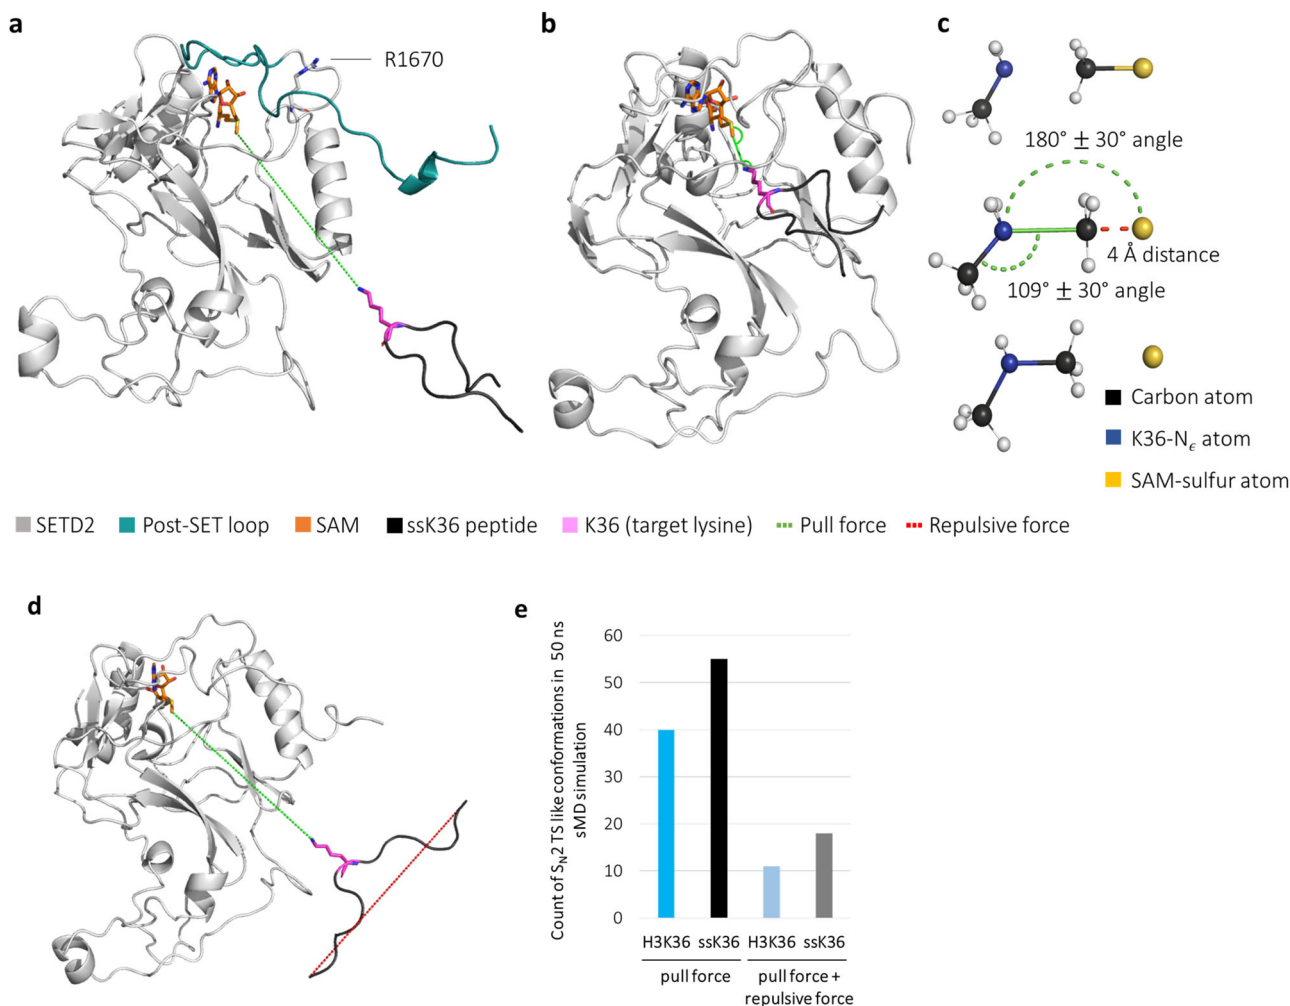 a
R1670
b
c
180° ± 30° angle
4 Å distance
109° ± 30° angle
Carbon atom
K36-Nϵ atom
SAM-sulfur atom
SETD2
Post-SET loop
SAM
ssK36 peptide
K36 (target lysine)
Pull force
Repulsive force
d
e
Count of SN2 TS like conformations in 50 ns
sMD simulation
60
50
40
30
20
10
0
H3K36 ssK36 H3K36 ssK36
pull force
pull force +
repulsive force